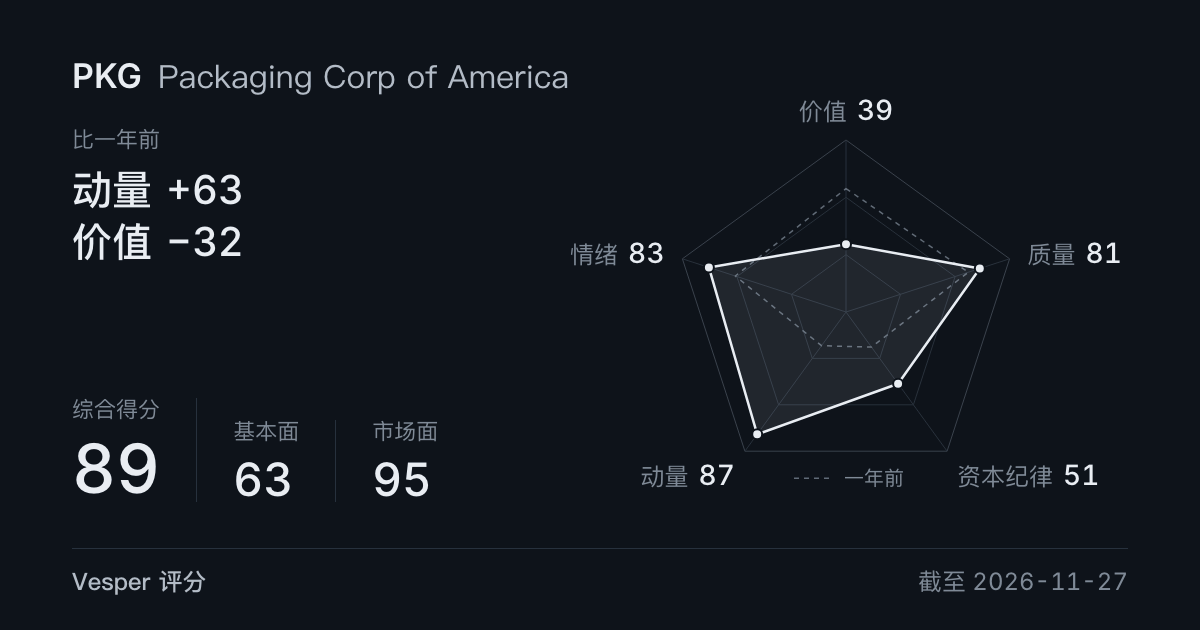 PKG Packaging Corp of America
比一年前
动量 +63
价值 −32
综合得分
89
基本面
63
市场面
95
价值 39
质量 81
资本纪律 51
动量 87
情绪 83
一年前
Vesper 评分
截至 2026-11-27